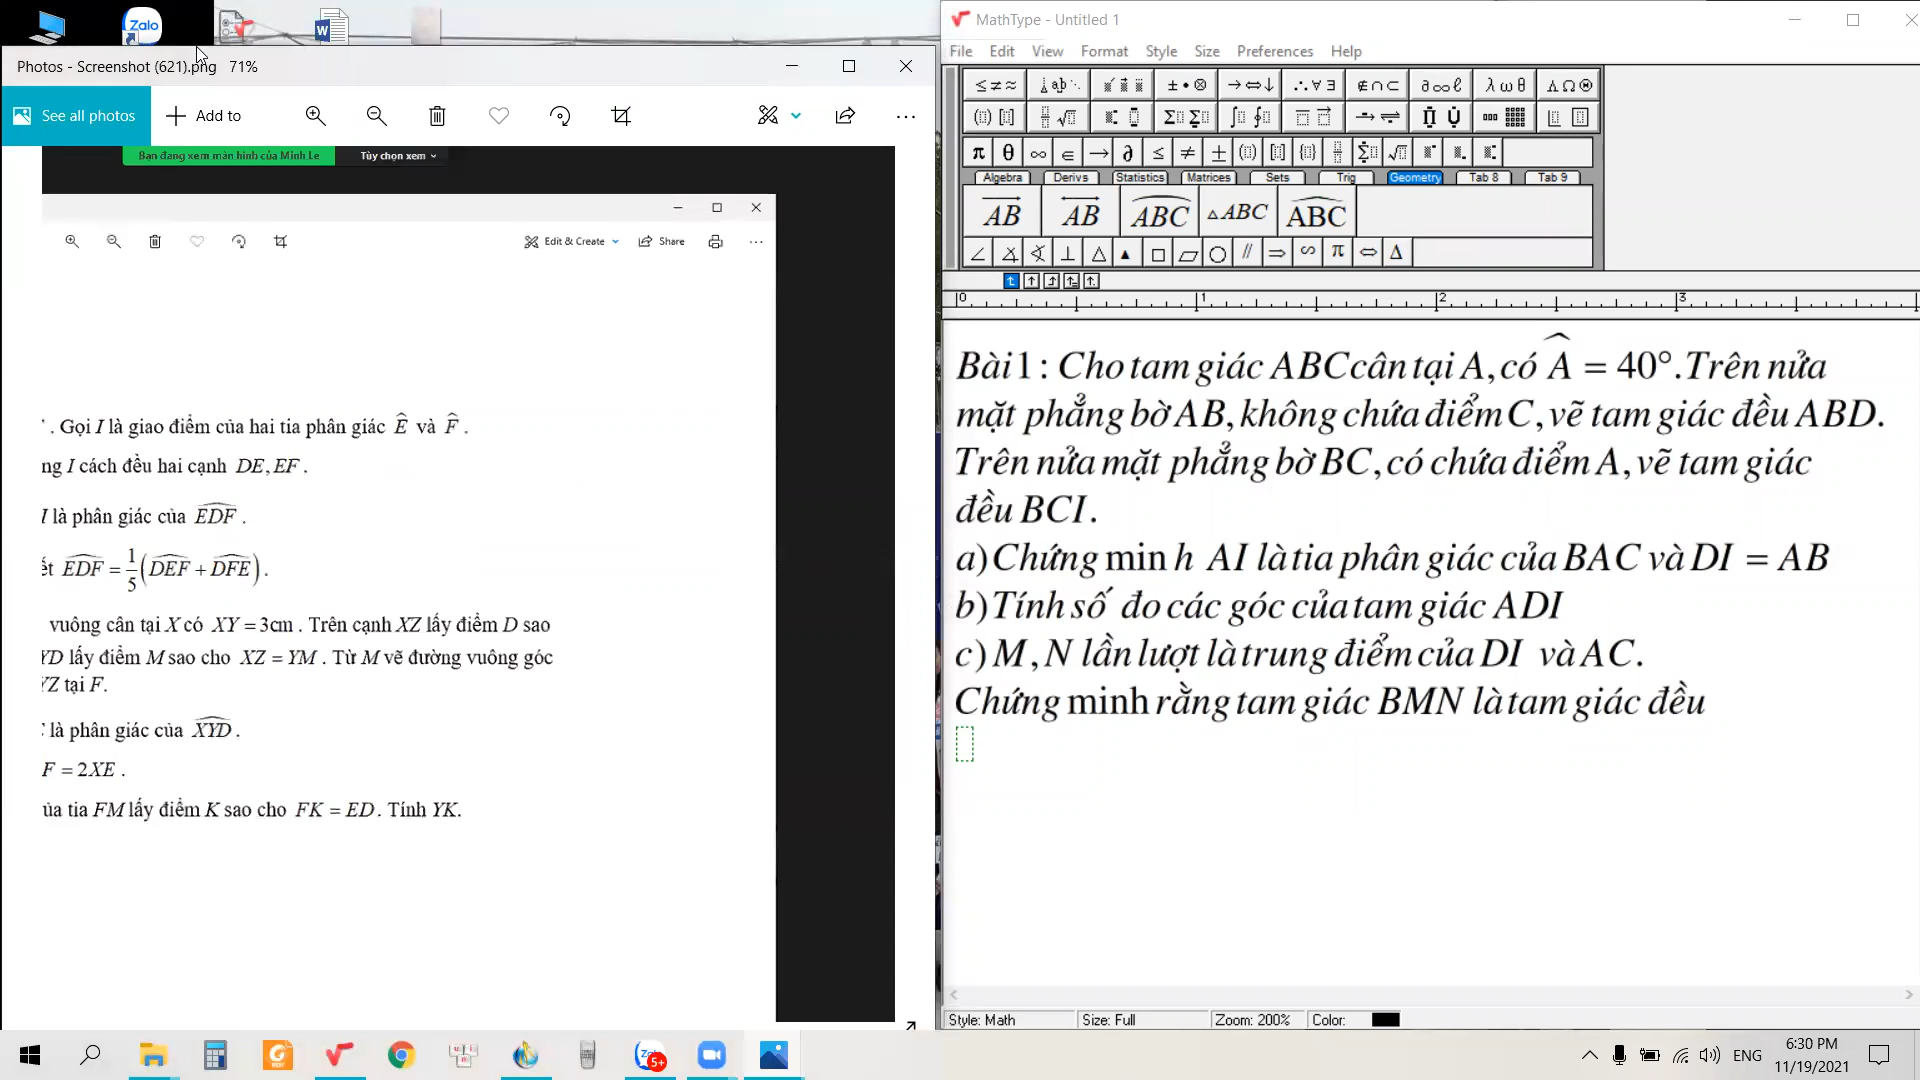 Zalo
Photos - Screenshot (621).png 71%
See all photos
Add to
Bạn đang xem màn hình của Minh Le
Tùy chọn xem
Edit & Create
Share
. Gọi I là giao điểm của hai tia phân giác Ê và F̂ .
ng I cách đều hai cạnh DE, EF .
I là phân giác của EDF .
ết EDF = 1/5 (DEF + DFE) .
vuông cân tại X có XY = 3cm . Trên cạnh XZ lấy điểm D sao
YD lấy điểm M sao cho XZ = YM . Từ M vẽ đường vuông góc
YZ tại F.
là phân giác của XYD .
F = 2XE .
ủa tia FM lấy điểm K sao cho FK = ED. Tính YK.
MathType - Untitled 1
File Edit View Format Style Size Preferences Help
Algebra Derivs Statistics Matrices Sets Trig Geometry Tab 8 Tab 9
AB AB ABC △ABC ABC
0 1 2 3
Bài 1 : Cho tam giác ABC cân tại A, có Â = 40°. Trên nửa
mặt phẳng bờ AB, không chứa điểm C, vẽ tam giác đều ABD.
Trên nửa mặt phẳng bờ BC, có chứa điểm A, vẽ tam giác
đều BCI.
a) Chứng min h AI là tia phân giác của BAC và DI = AB
b) Tính số đo các góc của tam giác ADI
c) M, N lần lượt là trung điểm của DI và AC.
Chứng minh rằng tam giác BMN là tam giác đều
Style: Math Size: Full Zoom: 200% Color:
5+
ENG
6:30 PM
11/19/2021